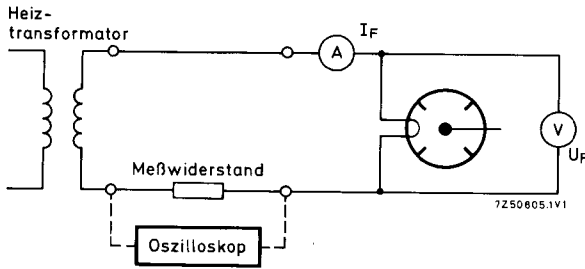 Heiz-
transformator
I_F
A
V
U_F
Meßwiderstand
7Z50605.1V1
Oszilloskop